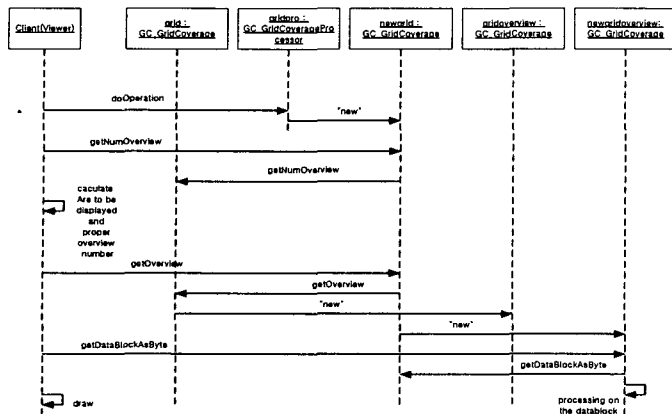 Client(Viewer)
grid :
GC_GridCoverage
gridpro :
GC_GridCoveragePro
cessor
newgrid :
GC_GridCoverage
gridoverview :
GC_GridCoverage
newgridoverview:
GC_GridCoverage
doOperation
"new"
getNumOverview
getNumOverview
caculate
Are to be
displayed
and
proper
overview
number
getOverview
getOverview
"new"
"new"
getDataBlockAsByte
getDataBlockAsByte
draw
processing on
the datablock